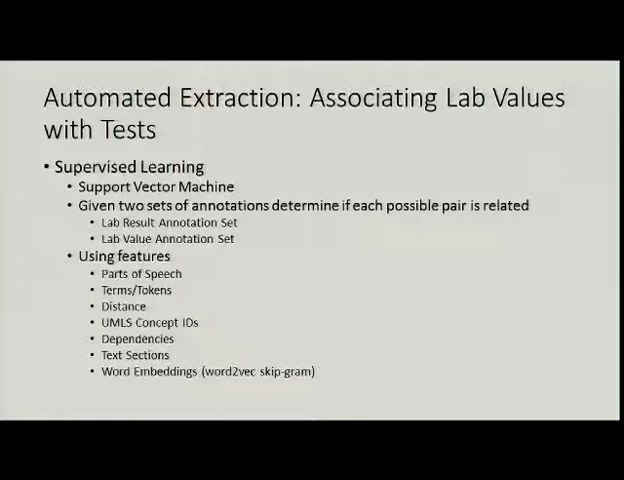 Automated Extraction: Associating Lab Values
with Tests
• Supervised Learning
• Support Vector Machine
• Given two sets of annotations determine if each possible pair is related
• Lab Result Annotation Set
• Lab Value Annotation Set
• Using features
• Parts of Speech
• Terms/Tokens
• Distance
• UMLS Concept IDs
• Dependencies
• Text Sections
• Word Embeddings (word2vec skip-gram)